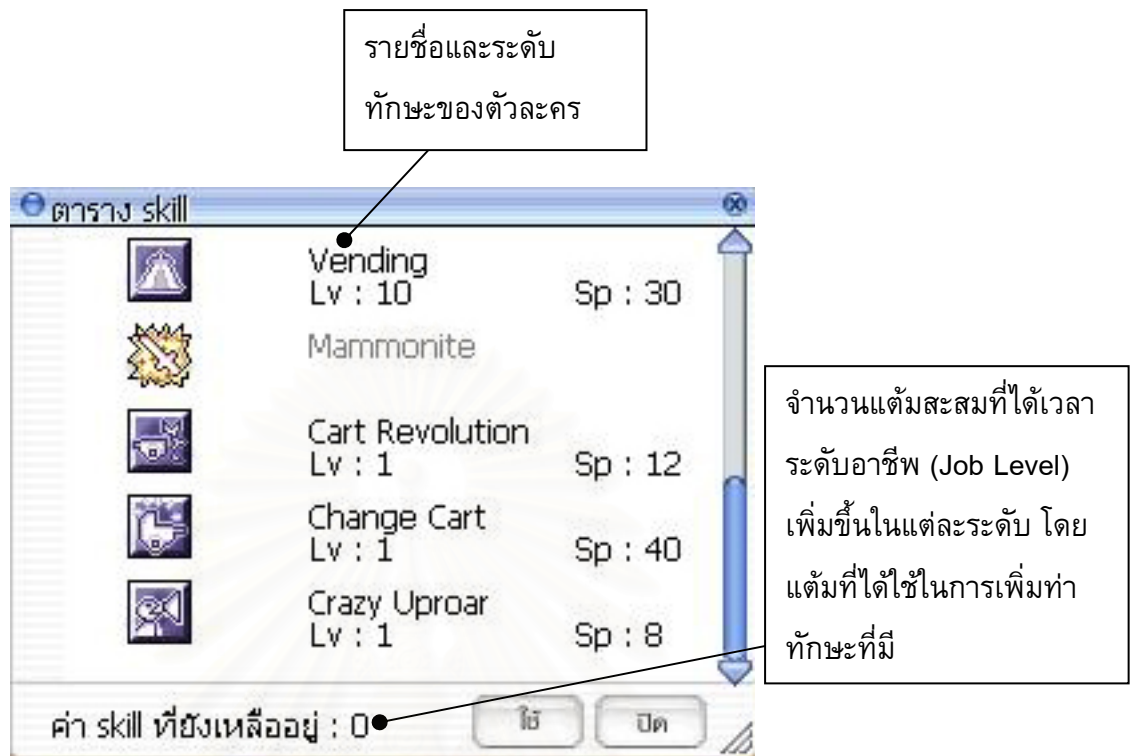 รายชื่อและระดับ
ทักษะของตัวละคร
ตาราง skill
Vending
Lv : 10 Sp : 30
Mammonite
Cart Revolution
Lv : 1 Sp : 12
Change Cart
Lv : 1 Sp : 40
Crazy Uproar
Lv : 1 Sp : 8
จำนวนแต้มสะสมที่ได้เวลา
ระดับอาชีพ (Job Level)
เพิ่มขึ้นในแต่ละระดับ โดย
แต้มที่ได้ใช้ในการเพิ่มท่า
ทักษะที่มี
ค่า skill ที่ยังเหลืออยู่ : 0 ใช้ ปิด